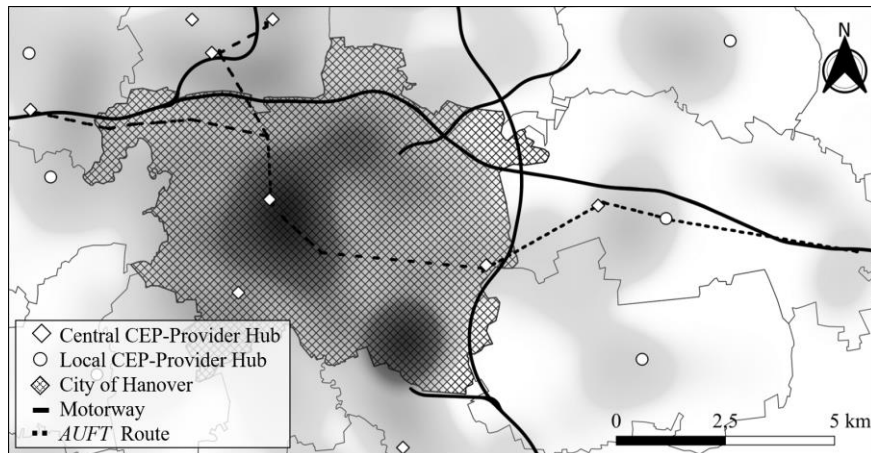 N
Central CEP-Provider Hub
Local CEP-Provider Hub
City of Hanover
Motorway
AUFT Route
0 2,5 5 km